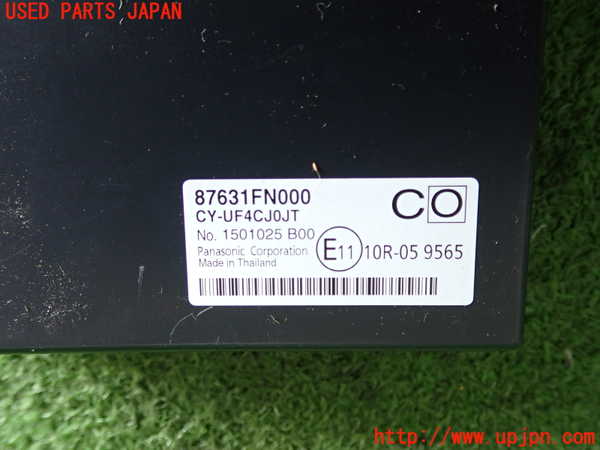 USED PARTS JAPAN
87631FN000
CO
CY-UF4CJ0JT
No. 1501025 B00
Panasonic Corporation
Made in Thailand
E11 10R-05 9565
http://www.upjpn.com/